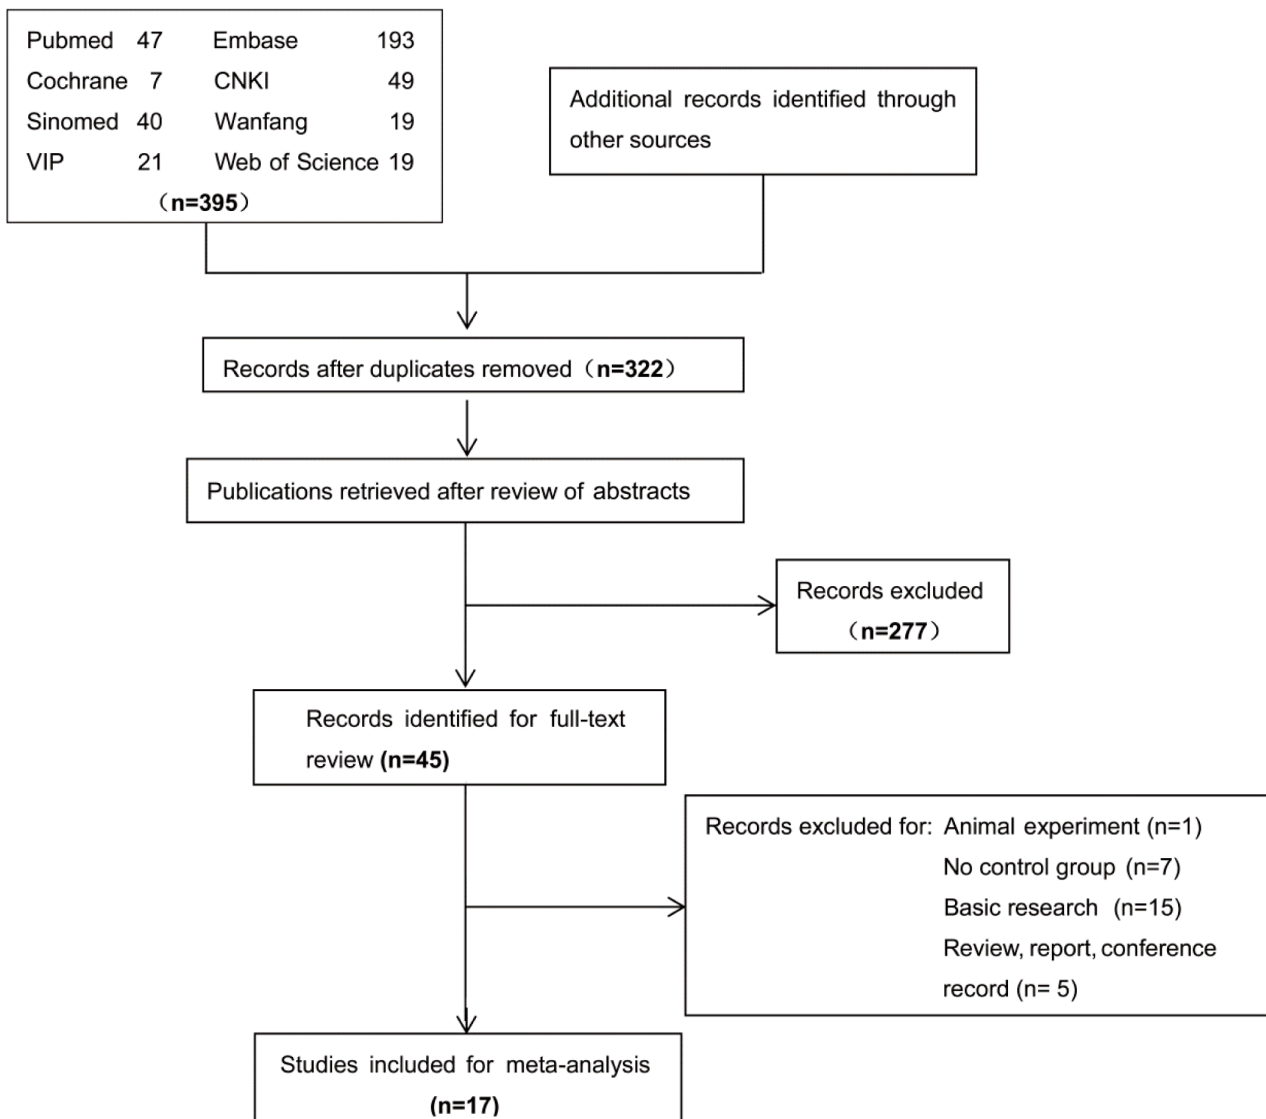 Pubmed 47 Embase 193
Cochrane 7 CNKI 49
Sinomed 40 Wanfang 19
VIP 21 Web of Science 19
（n=395）
Additional records identified through
other sources
Records after duplicates removed（n=322）
Publications retrieved after review of abstracts
Records excluded
（n=277）
Records identified for full-text
review (n=45)
Records excluded for: Animal experiment (n=1)
No control group (n=7)
Basic research (n=15)
Review, report, conference
record (n= 5)
Studies included for meta-analysis
(n=17)